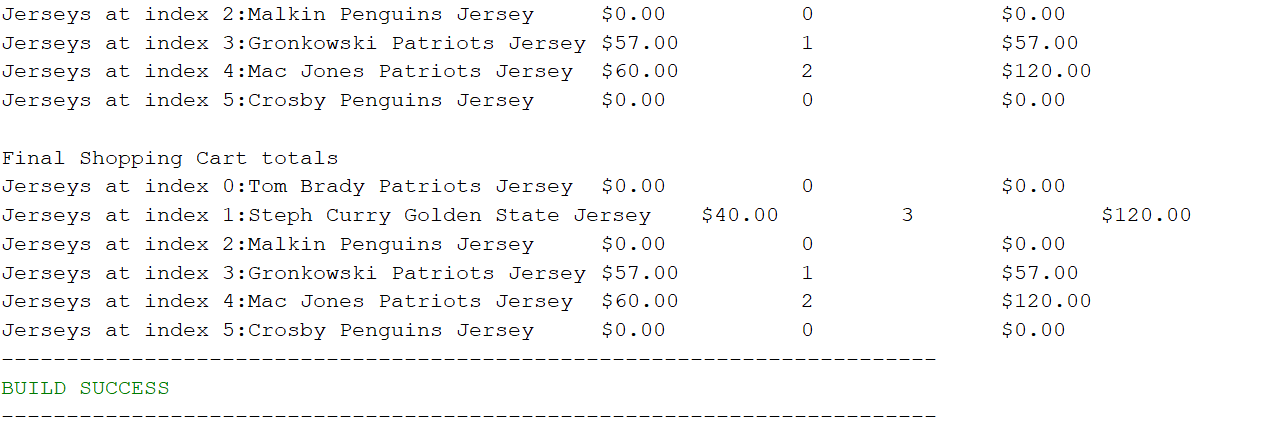 Jerseys at index 2:Malkin Penguins Jersey $0.00 0 $0.00
Jerseys at index 3:Gronkowski Patriots Jersey $57.00 1 $57.00
Jerseys at index 4:Mac Jones Patriots Jersey $60.00 2 $120.00
Jerseys at index 5:Crosby Penguins Jersey $0.00 0 $0.00
Final Shopping Cart totals
Jerseys at index 0:Tom Brady Patriots Jersey $0.00 0 $0.00
Jerseys at index 1:Steph Curry Golden State Jersey $40.00 3 $120.00
Jerseys at index 2:Malkin Penguins Jersey $0.00 0 $0.00
Jerseys at index 3:Gronkowski Patriots Jersey $57.00 1 $57.00
Jerseys at index 4:Mac Jones Patriots Jersey $60.00 2 $120.00
Jerseys at index 5:Crosby Penguins Jersey $0.00 0 $0.00
------------------------------------------------------------------------
BUILD SUCCESS
------------------------------------------------------------------------